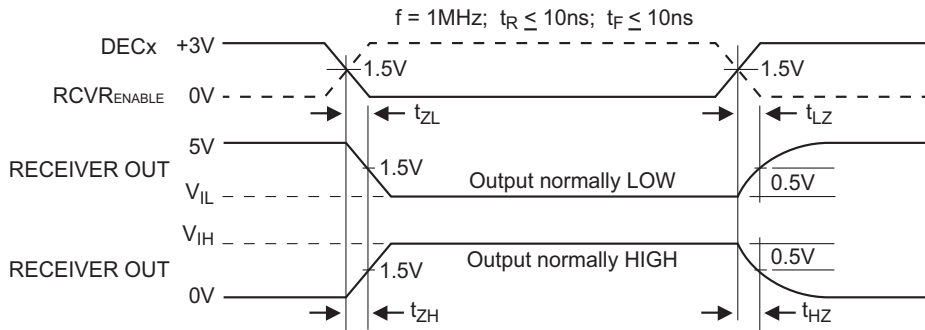 f = 1MHz; tR ≤ 10ns; tF ≤ 10ns
DECx +3V
1.5V 1.5V
RCVRENABLE 0V
tZL tLZ
5V
RECEIVER OUT 1.5V
Output normally LOW 0.5V
VIL
VIH
Output normally HIGH 0.5V
RECEIVER OUT 1.5V
0V
tZH tHZ